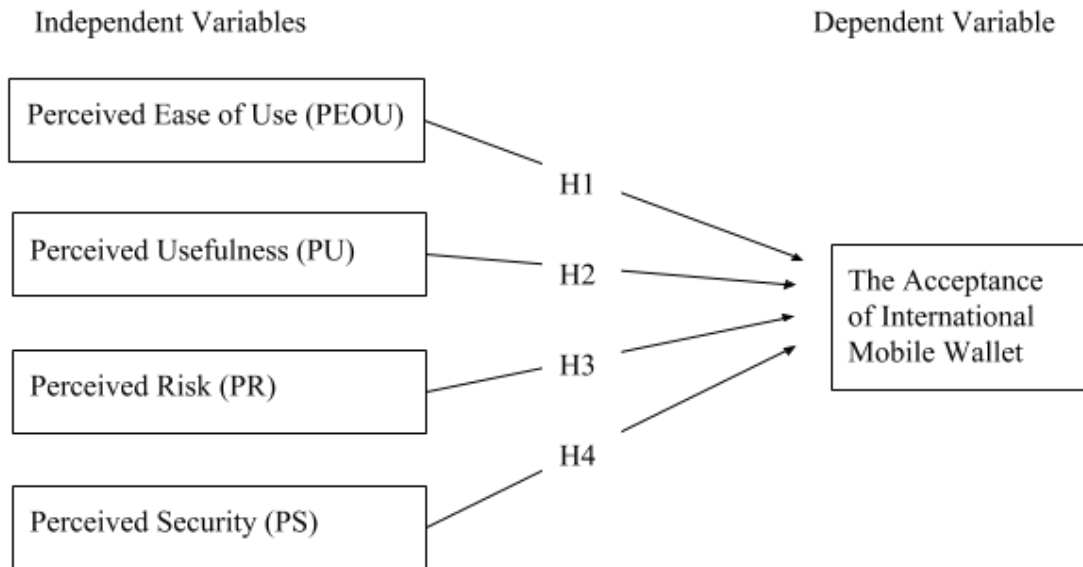 Independent Variables
Dependent Variable
Perceived Ease of Use (PEOU)
H1
Perceived Usefulness (PU)
H2
The Acceptance
of International
Mobile Wallet
Perceived Risk (PR)
H3
H4
Perceived Security (PS)